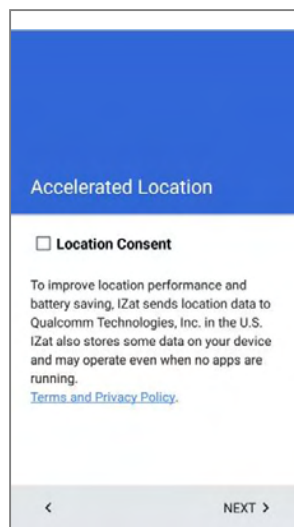 Accelerated Location
Location Consent
To improve location performance and
battery saving, IZat sends location data to
Qualcomm Technologies, Inc. in the U.S.
IZat also stores some data on your device
and may operate even when no apps are
running.
Terms and Privacy Policy.
NEXT